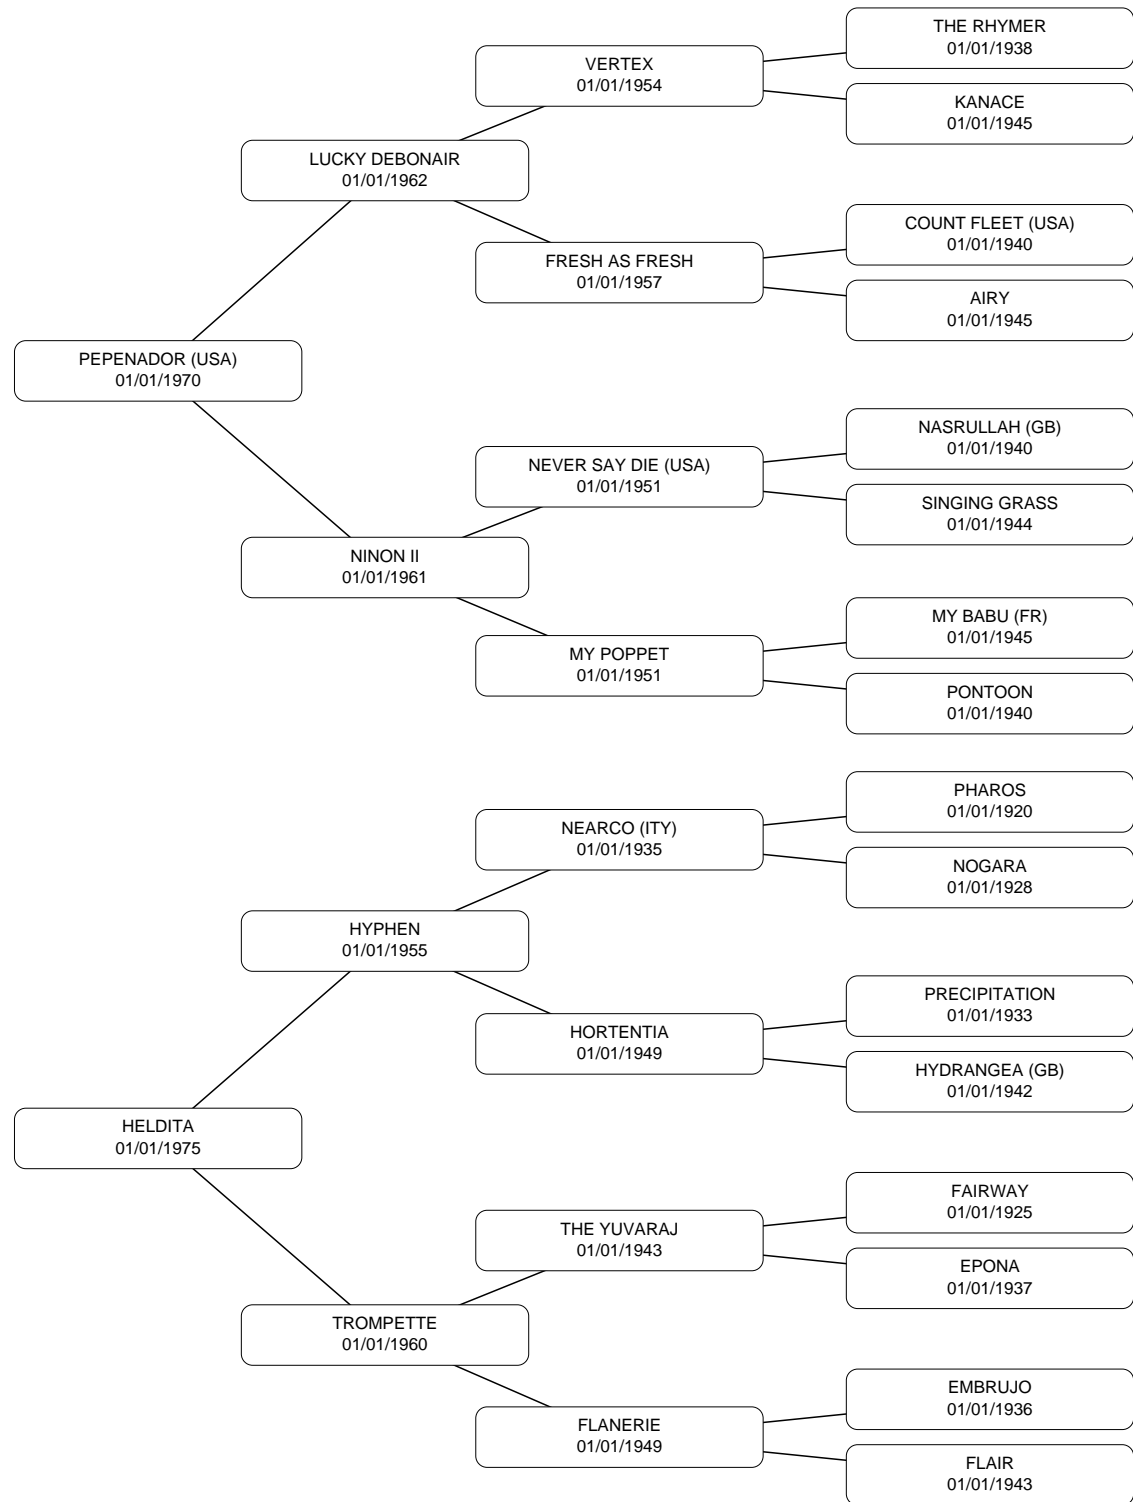 THE RHYMER
01/01/1938
VERTEX
01/01/1954
KANACE
01/01/1945
LUCKY DEBONAIR
01/01/1962
COUNT FLEET (USA)
01/01/1940
FRESH AS FRESH
01/01/1957
AIRY
01/01/1945
PEPENADOR (USA)
01/01/1970
NASRULLAH (GB)
01/01/1940
NEVER SAY DIE (USA)
01/01/1951
SINGING GRASS
01/01/1944
NINON II
01/01/1961
MY BABU (FR)
01/01/1945
MY POPPET
01/01/1951
PONTOON
01/01/1940
PHAROS
01/01/1920
NEARCO (ITY)
01/01/1935
NOGARA
01/01/1928
HYPHEN
01/01/1955
PRECIPITATION
01/01/1933
HORTENTIA
01/01/1949
HYDRANGEA (GB)
01/01/1942
HELDITA
01/01/1975
FAIRWAY
01/01/1925
THE YUVARAJ
01/01/1943
EPONA
01/01/1937
TROMPETTE
01/01/1960
EMBRUJO
01/01/1936
FLANERIE
01/01/1949
FLAIR
01/01/1943